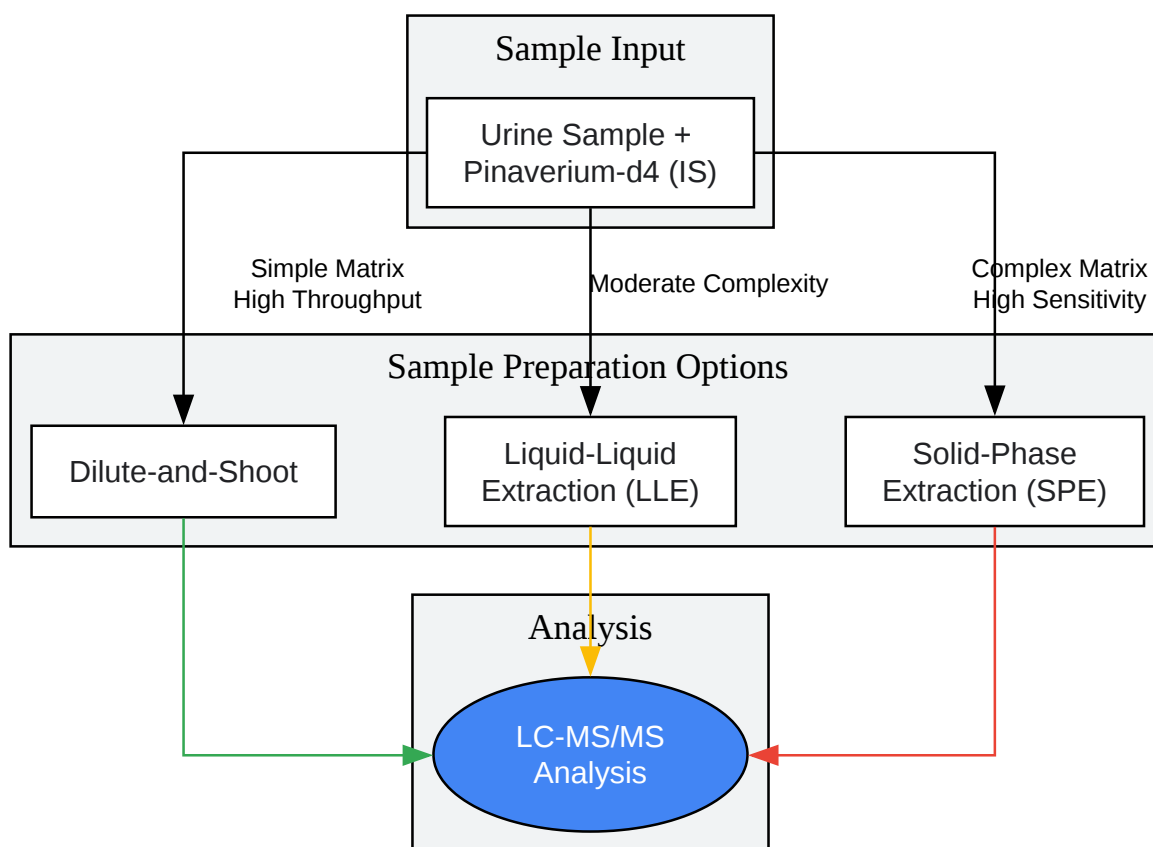 Sample Input
Urine Sample +
Pinaverium-d4 (IS)
Simple Matrix
High Throughput
Moderate Complexity
Complex Matrix
High Sensitivity
Sample Preparation Options
Dilute-and-Shoot
Liquid-Liquid
Extraction (LLE)
Solid-Phase
Extraction (SPE)
Analysis
LC-MS/MS
Analysis